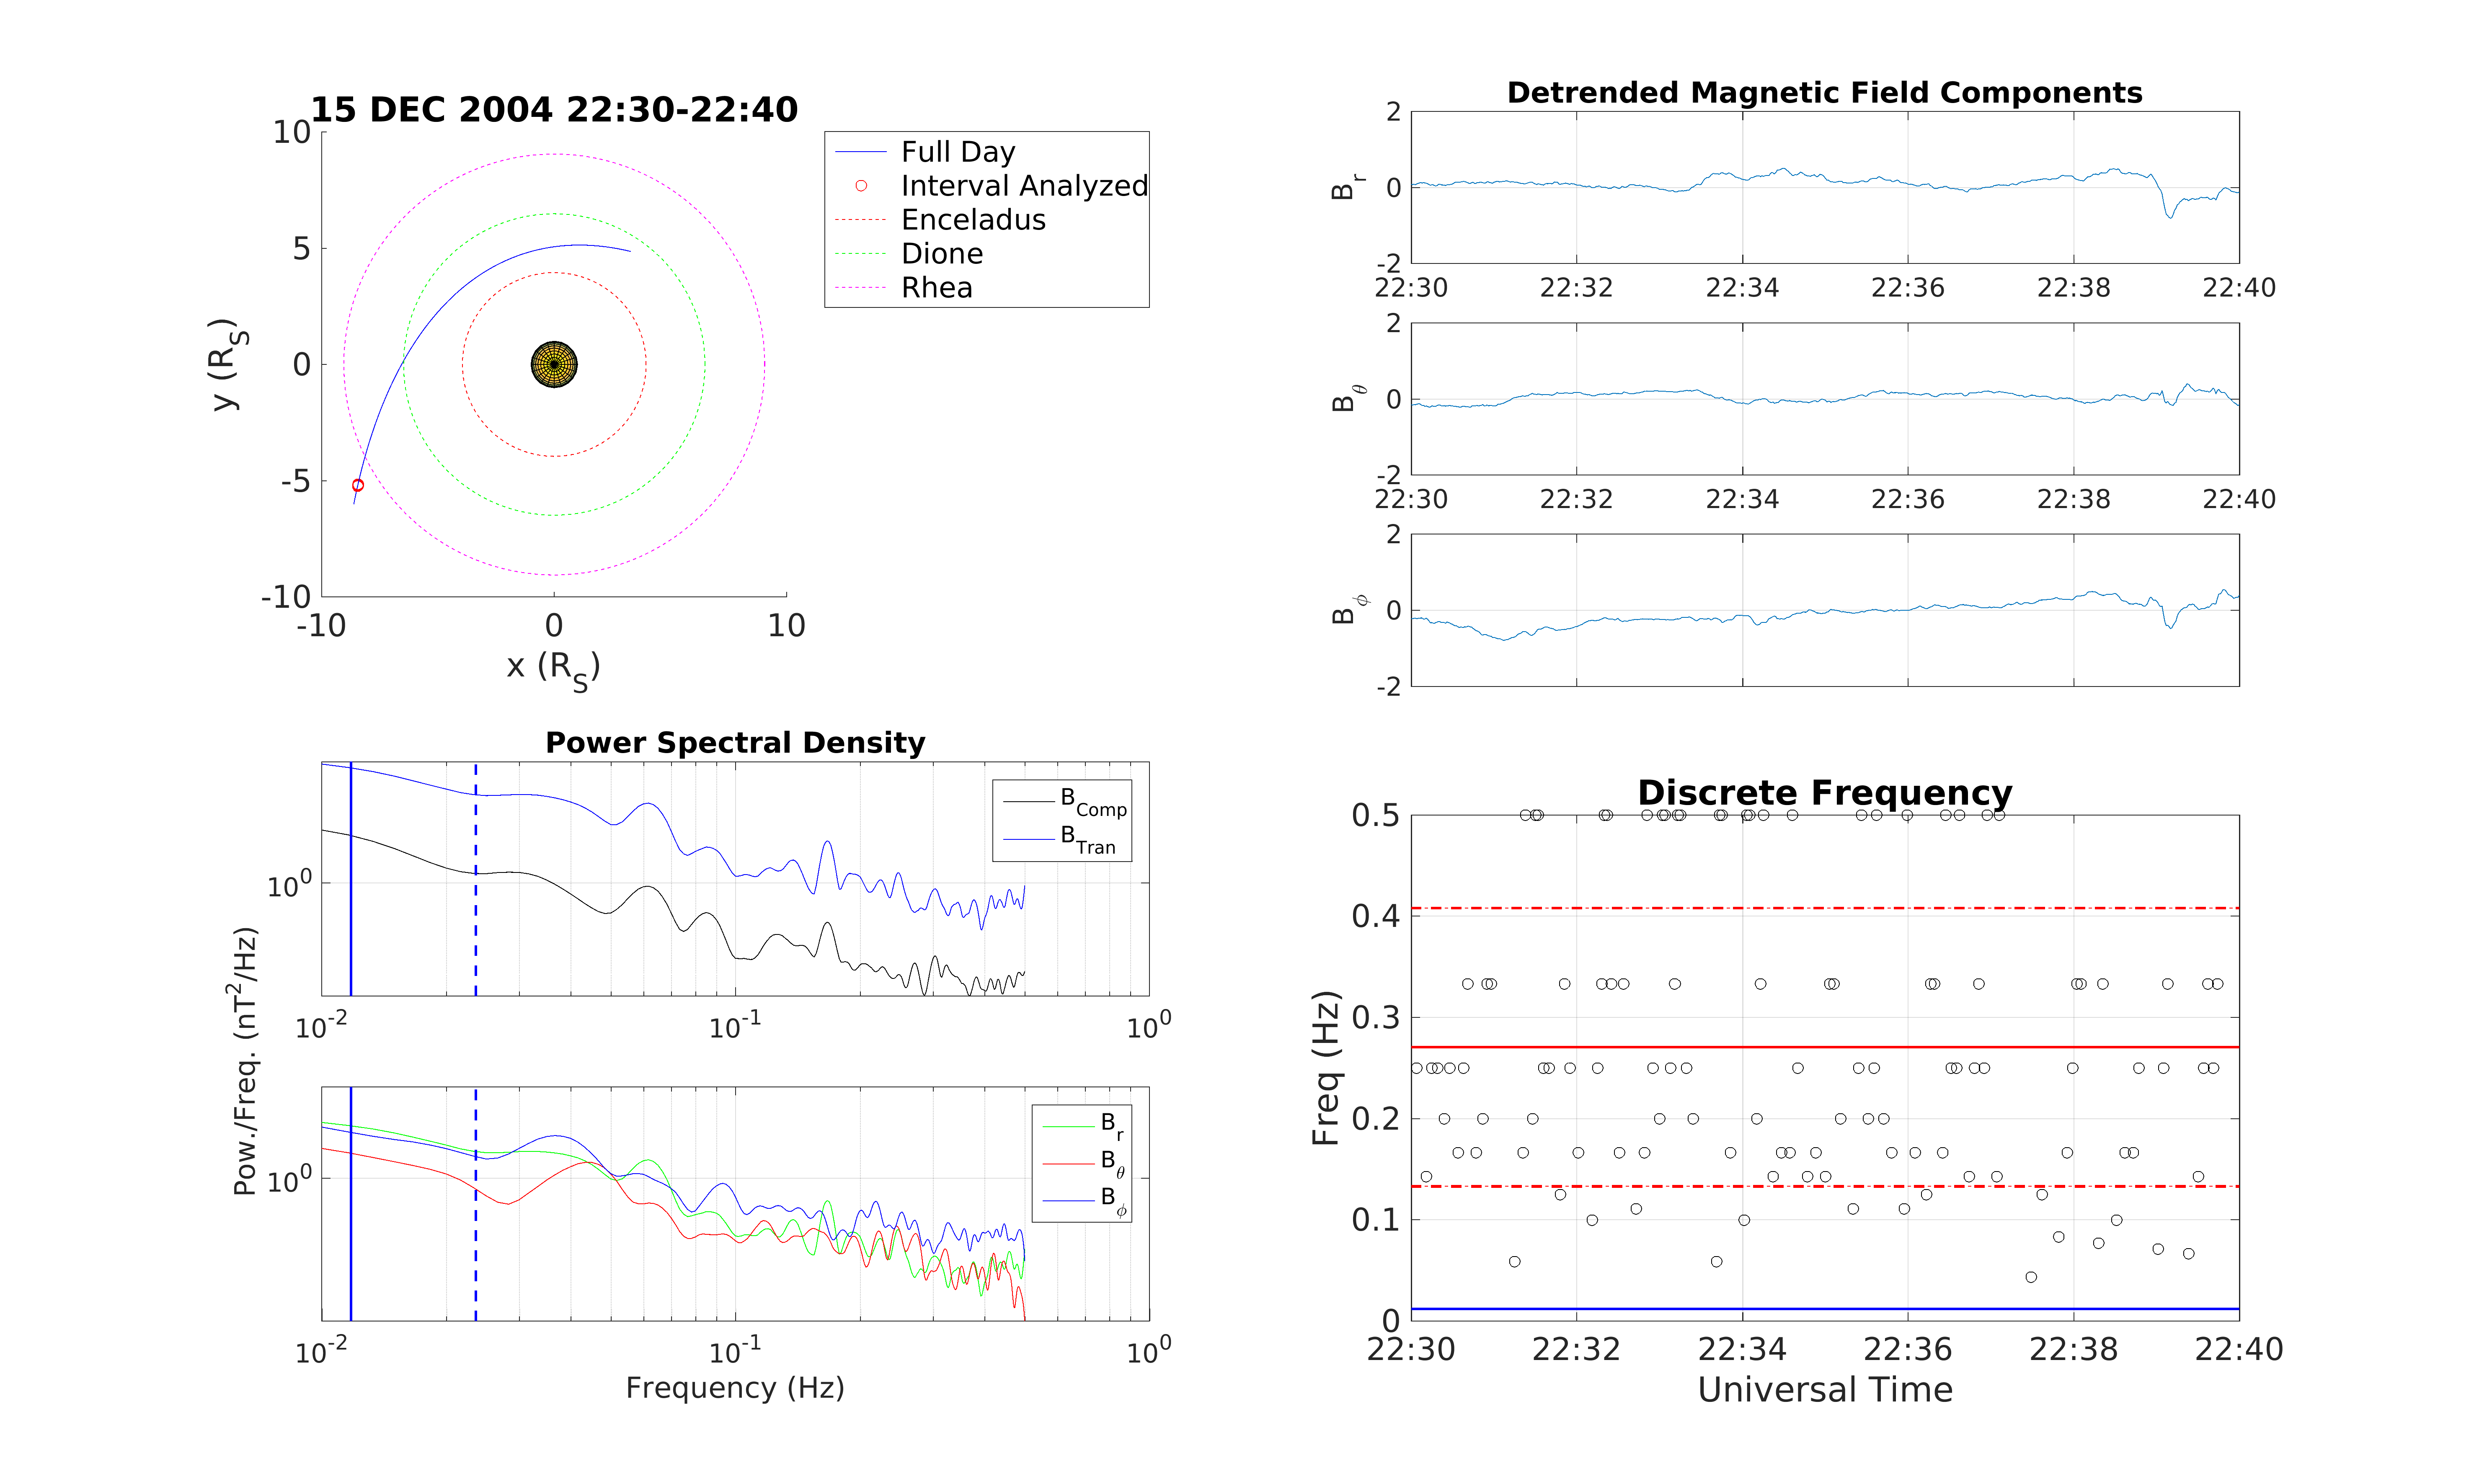 15 DEC 2004 22:30-22:40
10
5
0
-5
-10
y (R_S)
-10
0
10
x (R_S)
Full Day
Interval Analyzed
Enceladus
Dione
Rhea
Detrended Magnetic Field Components
2
0
-2
B_r
22:30 22:32 22:34 22:36 22:38 22:40
2
0
-2
B_θ
22:30 22:32 22:34 22:36 22:38 22:40
2
0
-2
B_ϕ
Power Spectral Density
10^0
B_Comp
B_Tran
10^-2 10^-1 10^0
Pow./Freq. (nT^2/Hz)
10^0
B_r
B_θ
B_ϕ
10^-2 10^-1 10^0
Frequency (Hz)
Discrete Frequency
0.5
0.4
0.3
0.2
0.1
0
Freq (Hz)
22:30 22:32 22:34 22:36 22:38 22:40
Universal Time